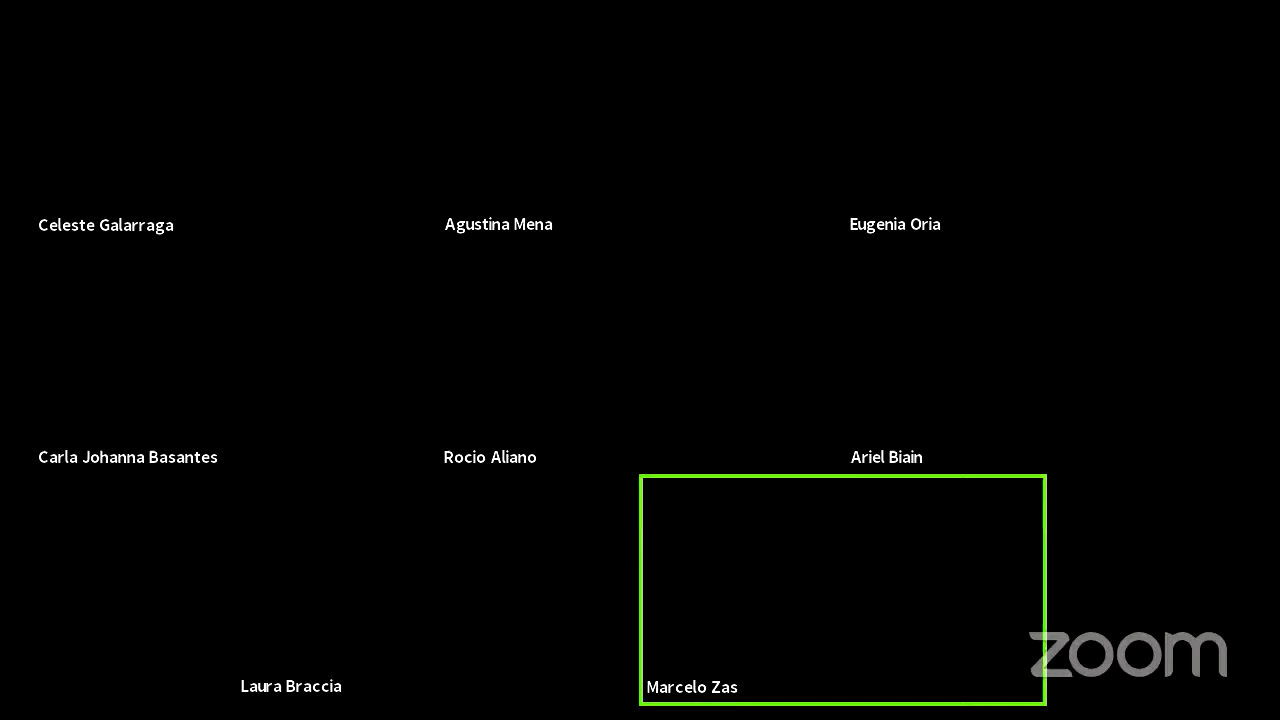 Celeste Galarraga
Agustina Mena
Eugenia Oria
Carla Johanna Basantes
Rocio Aliano
Ariel Biain
Laura Braccia
Marcelo Zas
zoom